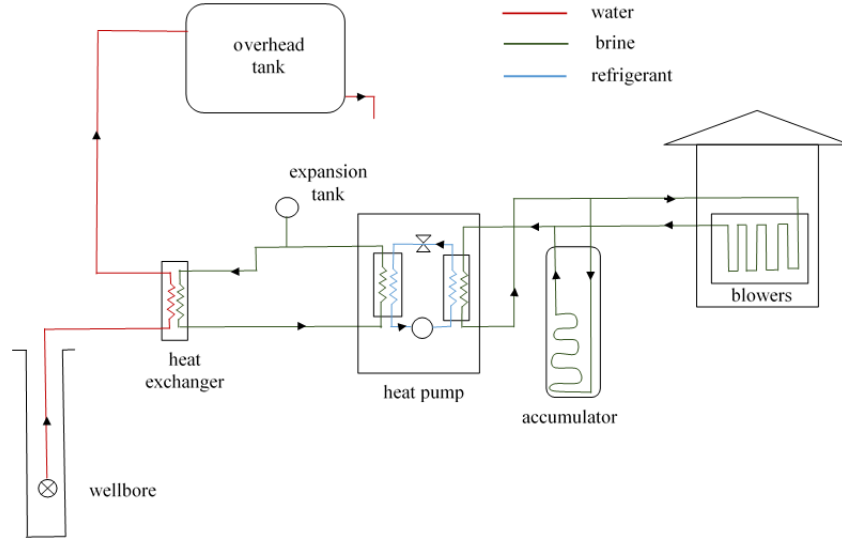 water
overhead
tank
brine
refrigerant
expansion
tank
blowers
heat
exchanger
heat pump
accumulator
wellbore